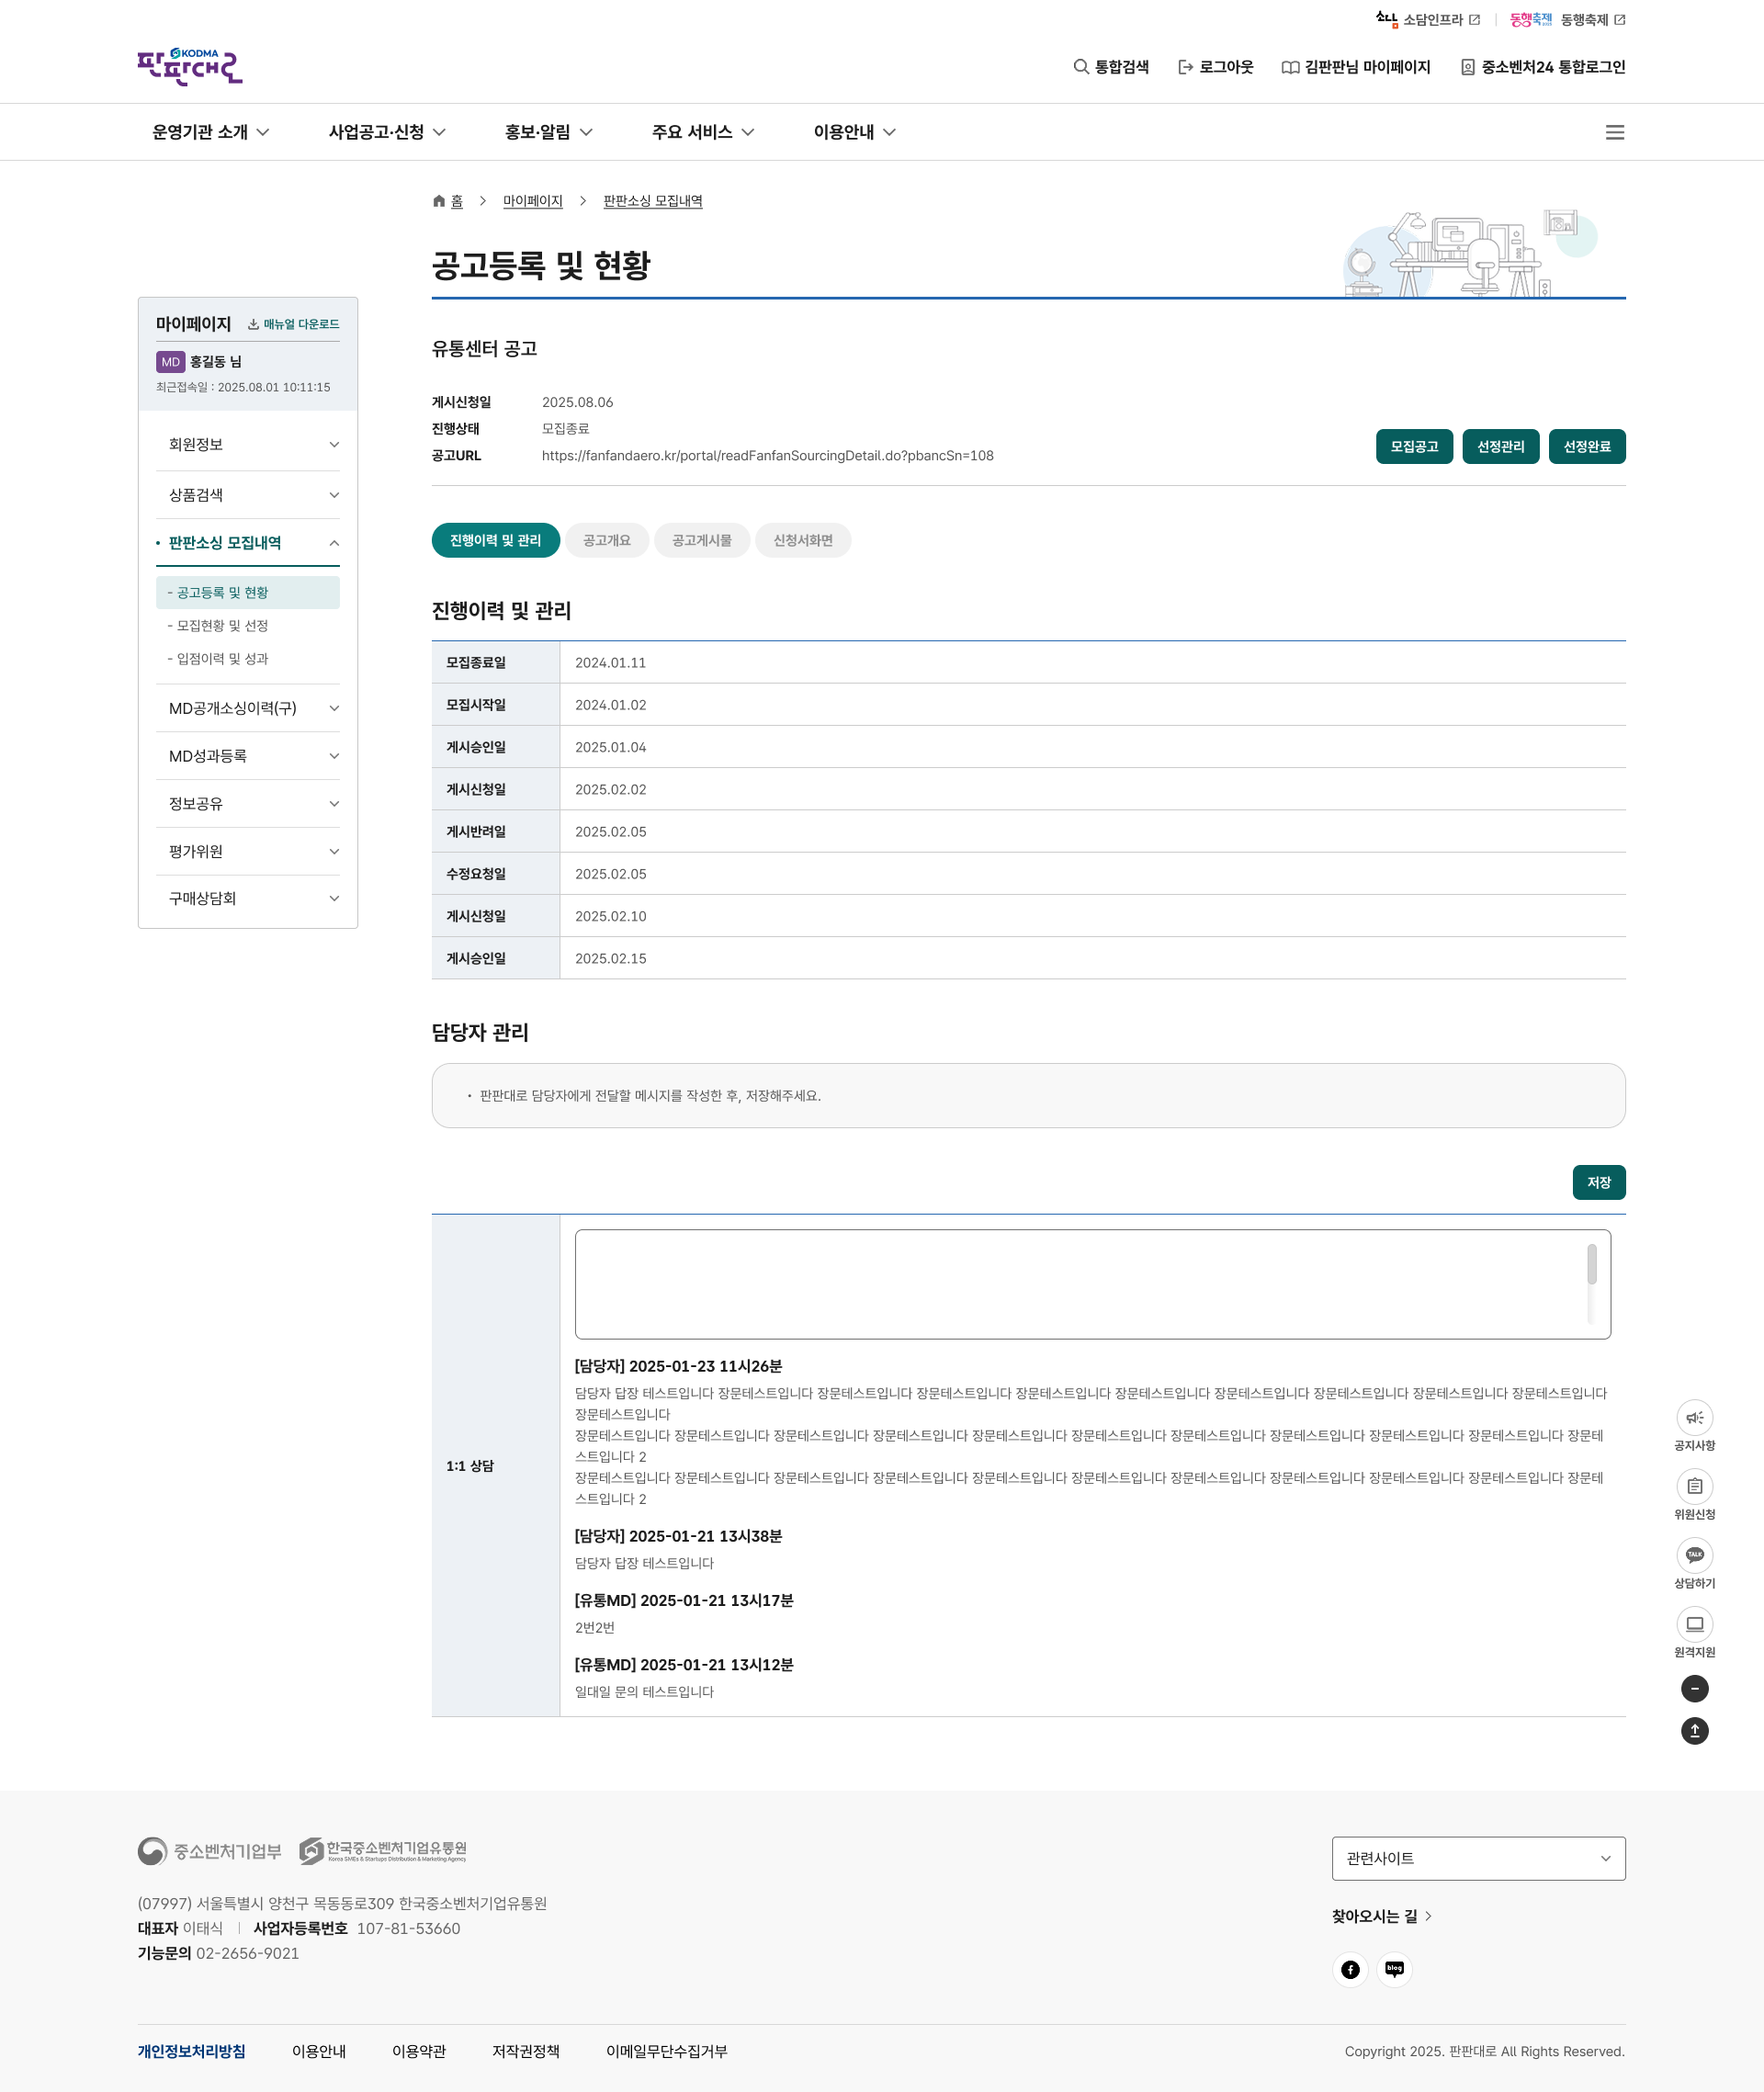 소담 소담인프라
동행축제 동행축제
KODMA
판판대로
통합검색
로그아웃
김판판님 마이페이지
중소벤처24 통합로그인
운영기관 소개
사업공고·신청
홍보·알림
주요 서비스
이용안내
홈 마이페이지 판판소싱 모집내역
공고등록 및 현황
마이페이지 매뉴얼 다운로드
MD 홍길동 님
최근접속일 : 2025.08.01 10:11:15
회원정보
상품검색
판판소싱 모집내역
- 공고등록 및 현황
- 모집현황 및 선정
- 입점이력 및 성과
MD공개소싱이력(구)
MD성과등록
정보공유
평가위원
구매상담회
유통센터 공고
게시신청일 2025.08.06
진행상태 모집종료
공고URL https://fanfandaero.kr/portal/readFanfanSourcingDetail.do?pbancSn=108
모집공고 선정관리 선정완료
진행이력 및 관리 공고개요 공고게시물 신청서화면
진행이력 및 관리
모집종료일 2024.01.11
모집시작일 2024.01.02
게시승인일 2025.01.04
게시신청일 2025.02.02
게시반려일 2025.02.05
수정요청일 2025.02.05
게시신청일 2025.02.10
게시승인일 2025.02.15
담당자 관리
• 판판대로 담당자에게 전달할 메시지를 작성한 후, 저장해주세요.
저장
1:1 상담
[담당자] 2025-01-23 11시26분
담당자 답장 테스트입니다 장문테스트입니다 장문테스트입니다 장문테스트입니다 장문테스트입니다 장문테스트입니다 장문테스트입니다 장문테스트입니다 장문테스트입니다 장문테스트입니다
장문테스트입니다
장문테스트입니다 장문테스트입니다 장문테스트입니다 장문테스트입니다 장문테스트입니다 장문테스트입니다 장문테스트입니다 장문테스트입니다 장문테스트입니다 장문테스트입니다 장문테
스트입니다 2
장문테스트입니다 장문테스트입니다 장문테스트입니다 장문테스트입니다 장문테스트입니다 장문테스트입니다 장문테스트입니다 장문테스트입니다 장문테스트입니다 장문테스트입니다 장문테
스트입니다 2
[담당자] 2025-01-21 13시38분
담당자 답장 테스트입니다
[유통MD] 2025-01-21 13시17분
2번2번
[유통MD] 2025-01-21 13시12분
일대일 문의 테스트입니다
공지사항
위원신청
TALK
상담하기
원격지원
중소벤처기업부 한국중소벤처기업유통원
Korea SMEs & Startups Distribution & Marketing Agency
(07997) 서울특별시 양천구 목동동로309 한국중소벤처기업유통원
대표자 이태식 사업자등록번호 107-81-53660
기능문의 02-2656-9021
관련사이트
찾아오시는 길
blog
개인정보처리방침 이용안내 이용약관 저작권정책 이메일무단수집거부
Copyright 2025. 판판대로 All Rights Reserved.